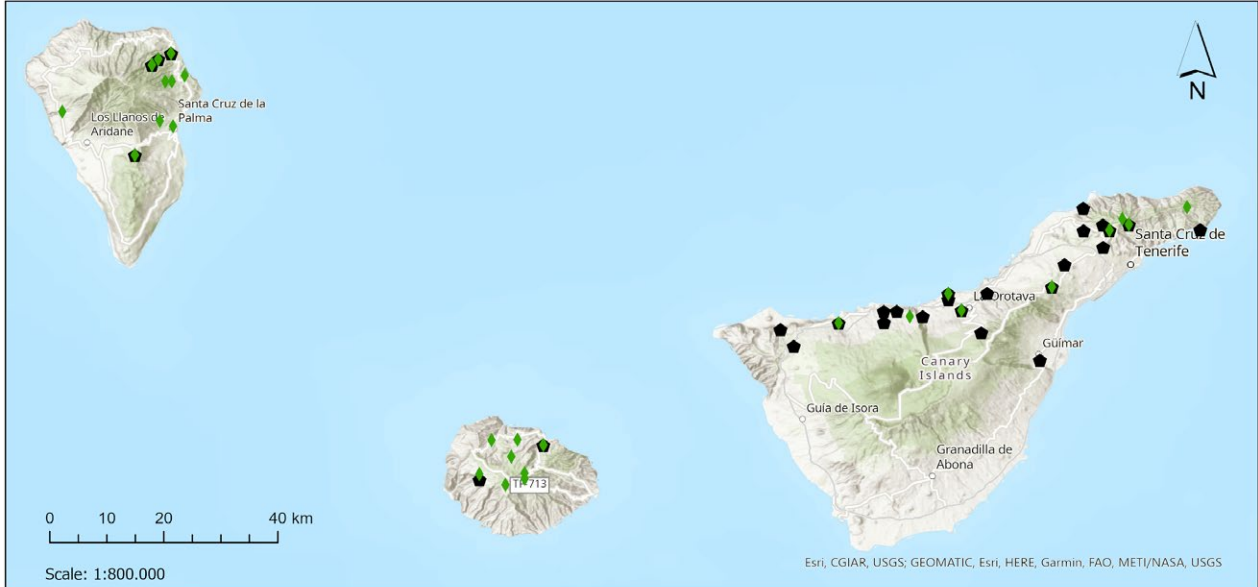 N
Santa Cruz de la
Palma
Los Llanos de
Aridane
Santa Cruz de
Tenerife
La Orotava
Güímar
Canary
Islands
Guía de Isora
Granadilla de
Abona
TF-713
0 10 20 40 km
Scale: 1:800.000
Esri, CGIAR, USGS; GEOMATIC, Esri, HERE, Garmin, FAO, METI/NASA, USGS